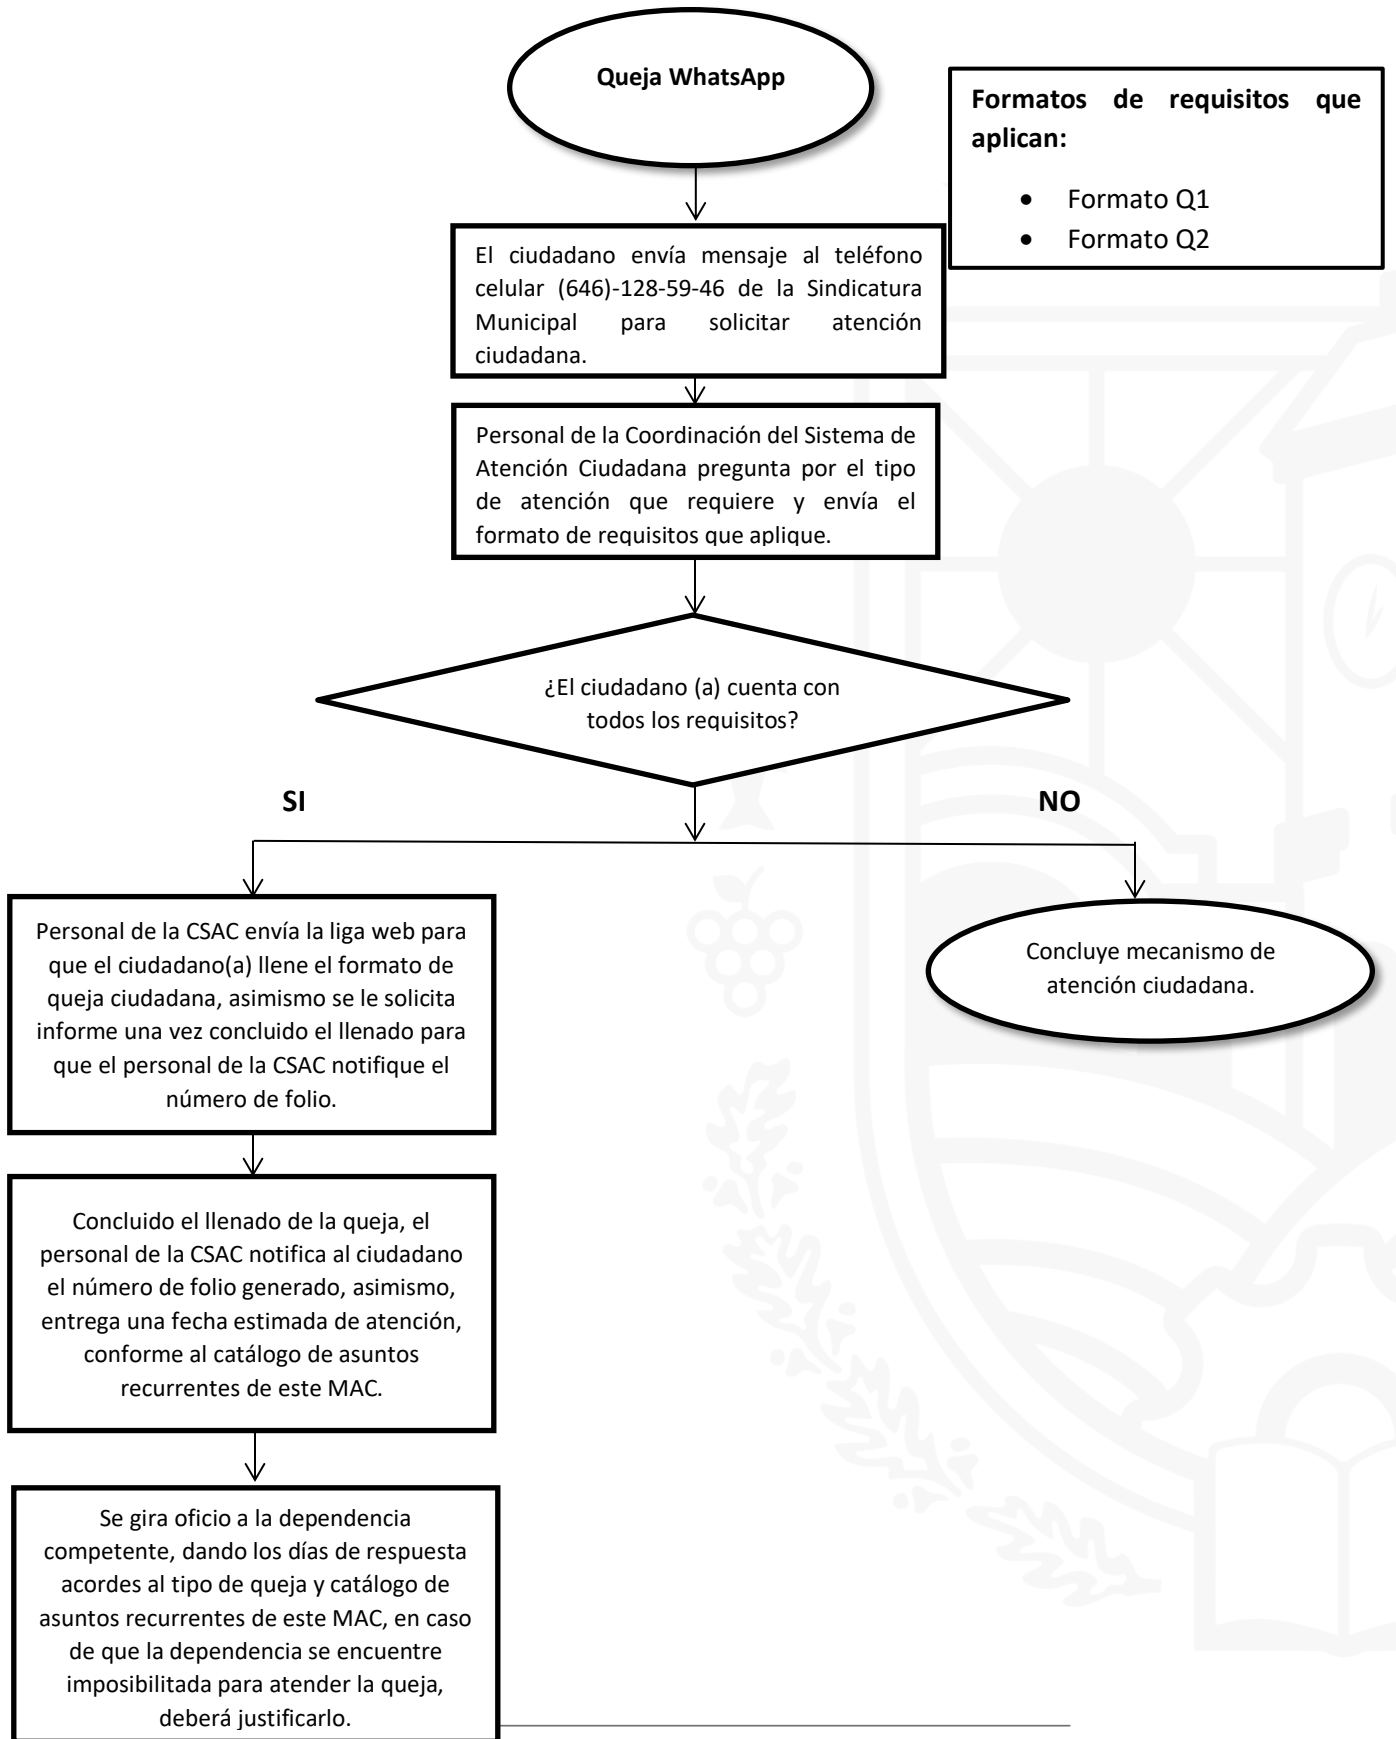 Queja WhatsApp
Formatos de requisitos que
aplican:
• Formato Q1
• Formato Q2
El ciudadano envía mensaje al teléfono
celular (646)-128-59-46 de la Sindicatura
Municipal para solicitar atención
ciudadana.
Personal de la Coordinación del Sistema de
Atención Ciudadana pregunta por el tipo
de atención que requiere y envía el
formato de requisitos que aplique.
¿El ciudadano (a) cuenta con
todos los requisitos?
SI
NO
Personal de la CSAC envía la liga web para
que el ciudadano(a) llene el formato de
queja ciudadana, asimismo se le solicita
informe una vez concluido el llenado para
que el personal de la CSAC notifique el
número de folio.
Concluye mecanismo de
atención ciudadana.
Concluido el llenado de la queja, el
personal de la CSAC notifica al ciudadano
el número de folio generado, asimismo,
entrega una fecha estimada de atención,
conforme al catálogo de asuntos
recurrentes de este MAC.
Se gira oficio a la dependencia
competente, dando los días de respuesta
acordes al tipo de queja y catálogo de
asuntos recurrentes de este MAC, en caso
de que la dependencia se encuentre
imposibilitada para atender la queja,
deberá justificarlo.